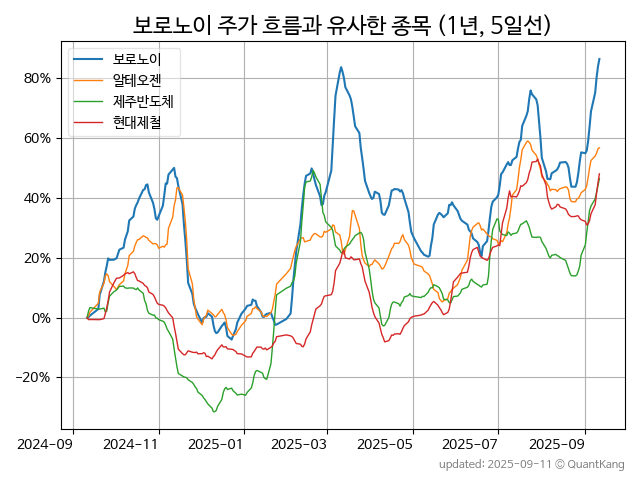 보로노이 주가 흐름과 유사한 종목 (1년, 5일선)
보로노이
알테오젠
제주반도체
현대제철
80%
60%
40%
20%
0%
−20%
2024-09 2024-11 2025-01 2025-03 2025-05 2025-07 2025-09
updated: 2025-09-11 © QuantKang